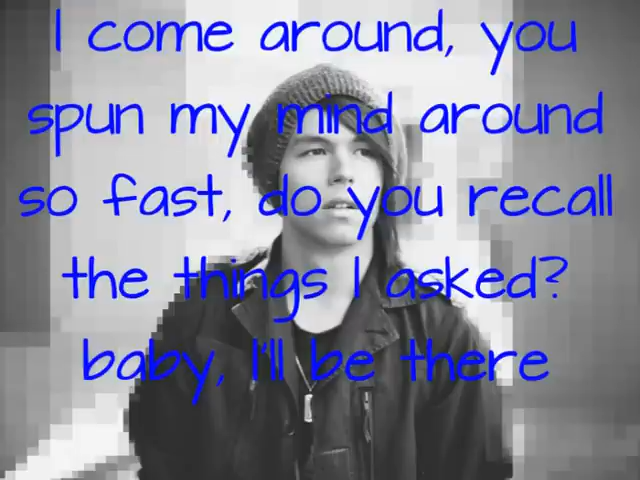 I come around, you
spun my mind around
so fast, do you recall
the things I asked?
baby, I'll be there